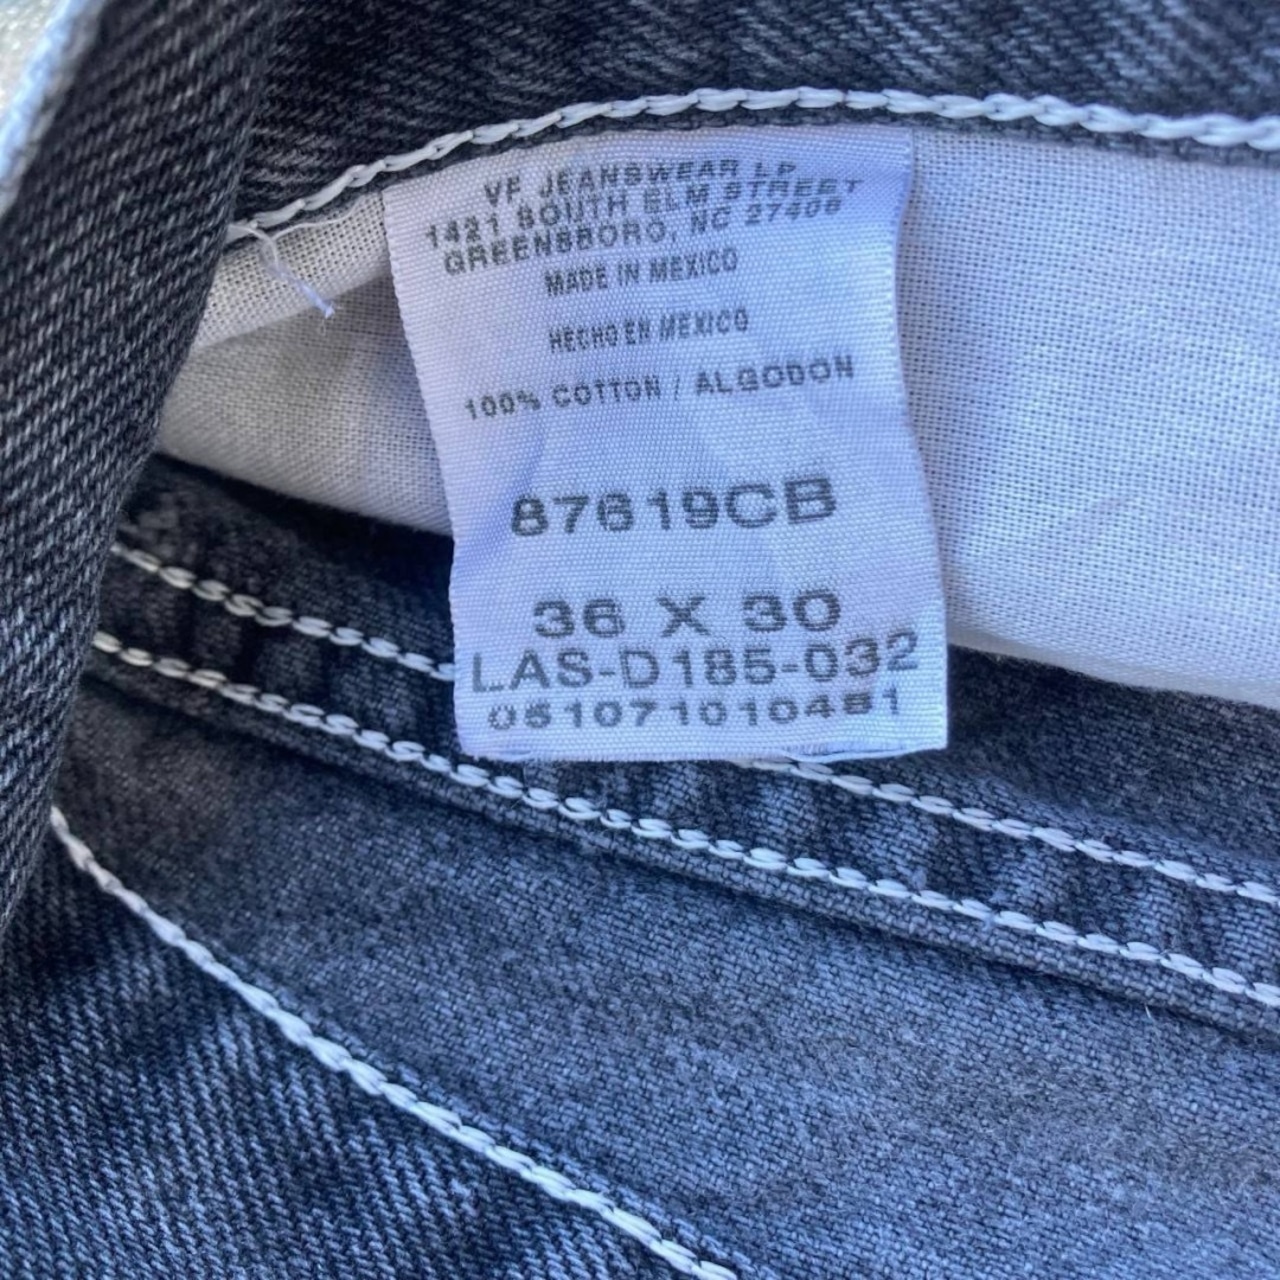 VF JEANSWEAR LP
1421 SOUTH ELM STREET
GREENSBORO, NC 27406
MADE IN MEXICO
HECHO EN MEXICO
100% COTTON / ALGODON
87619CB
36 X 30
LAS-D185-032
051071010481